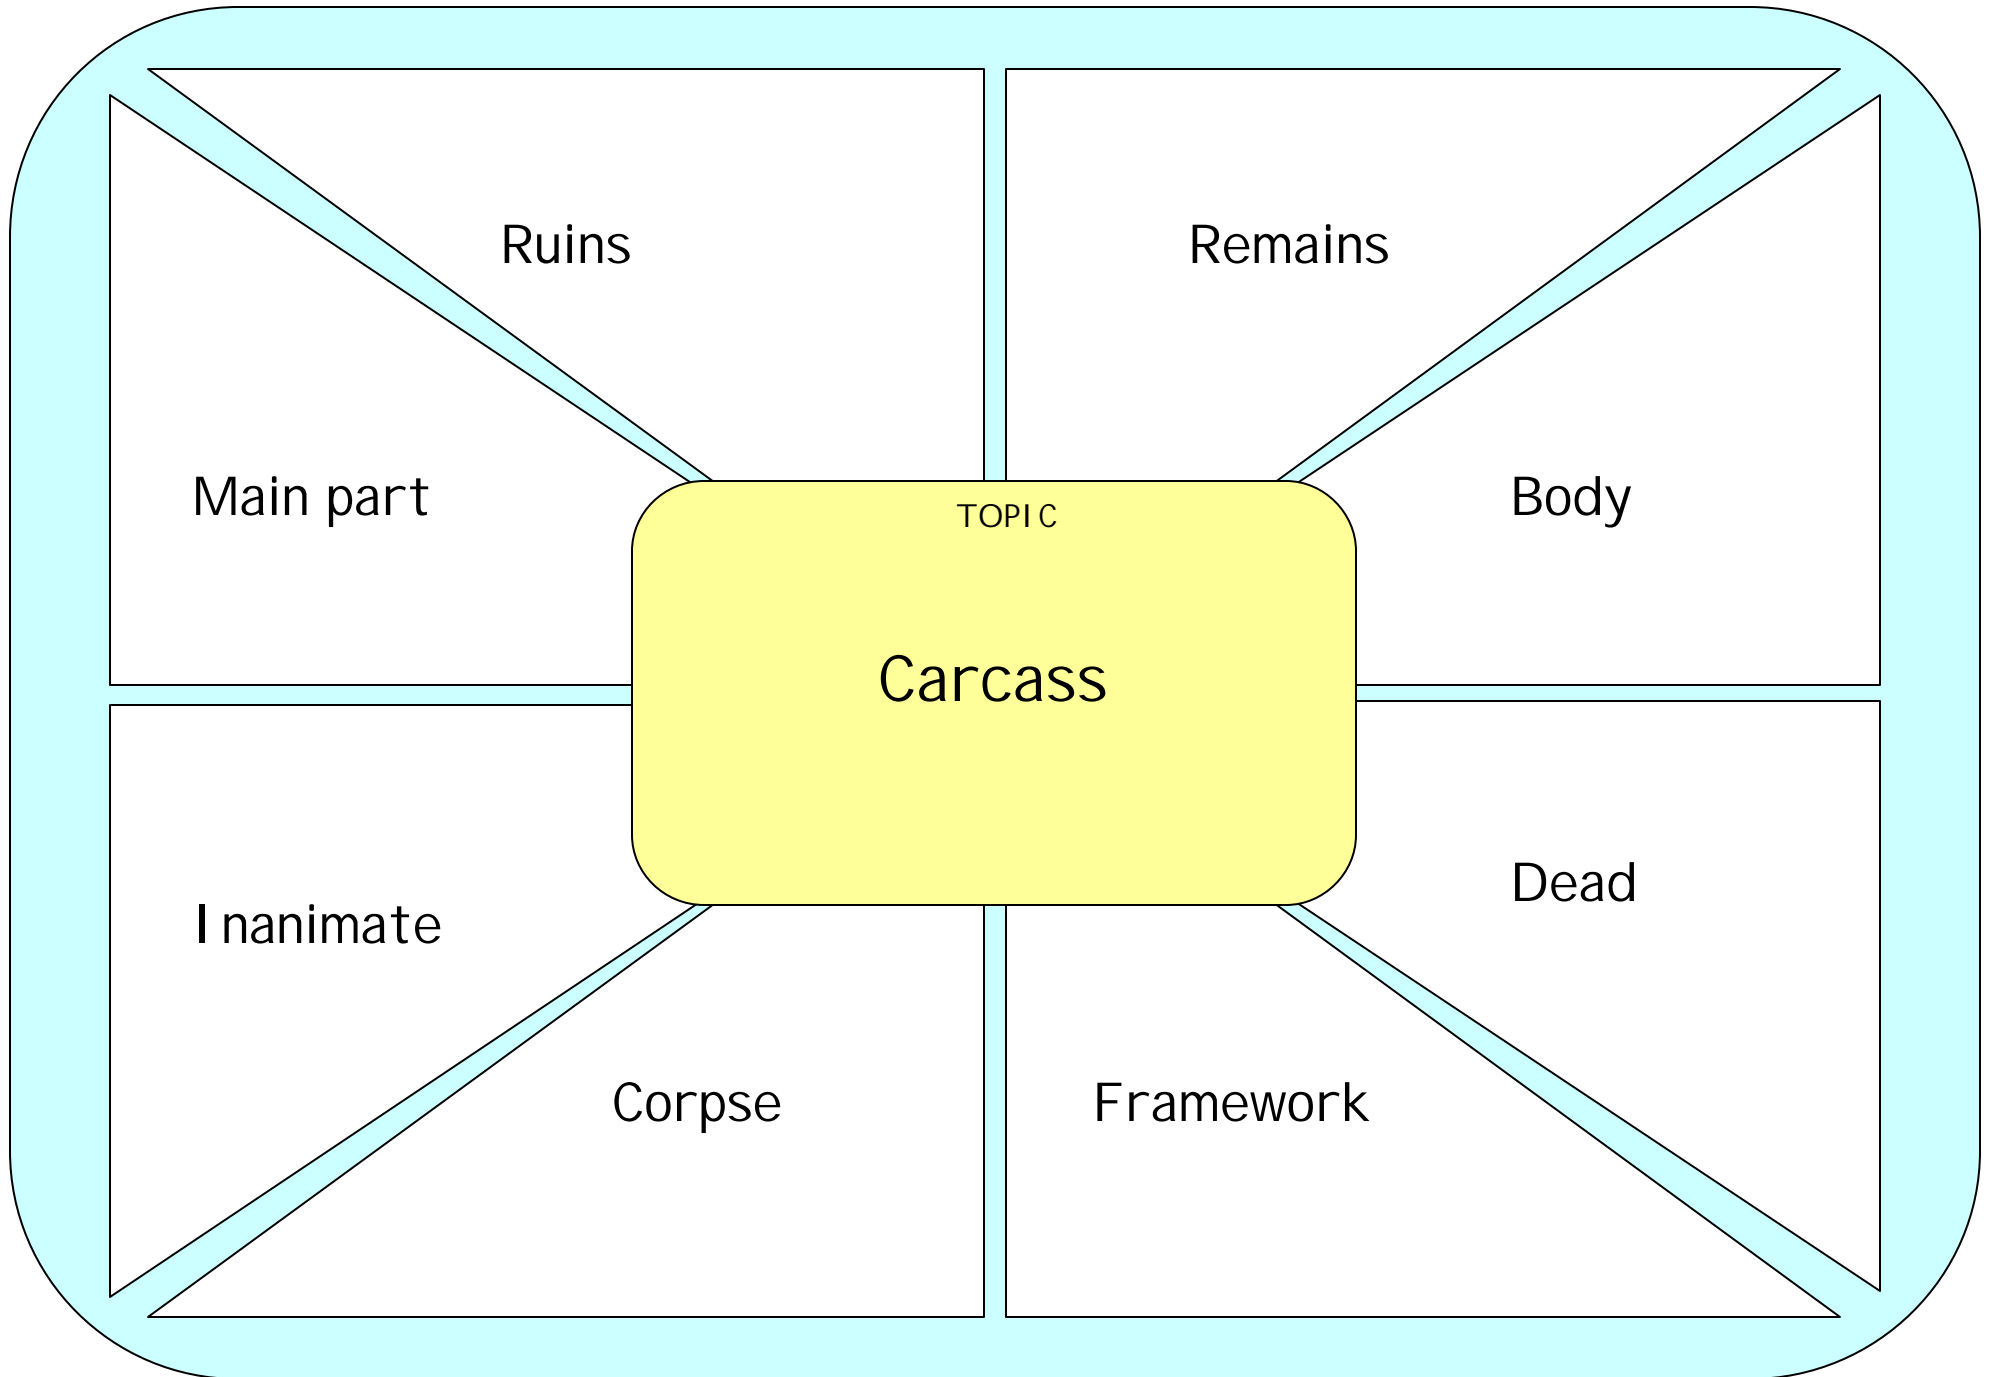 Ruins
Remains
Main part
Body
TOPIC
Carcass
Inanimate
Dead
Corpse
Framework